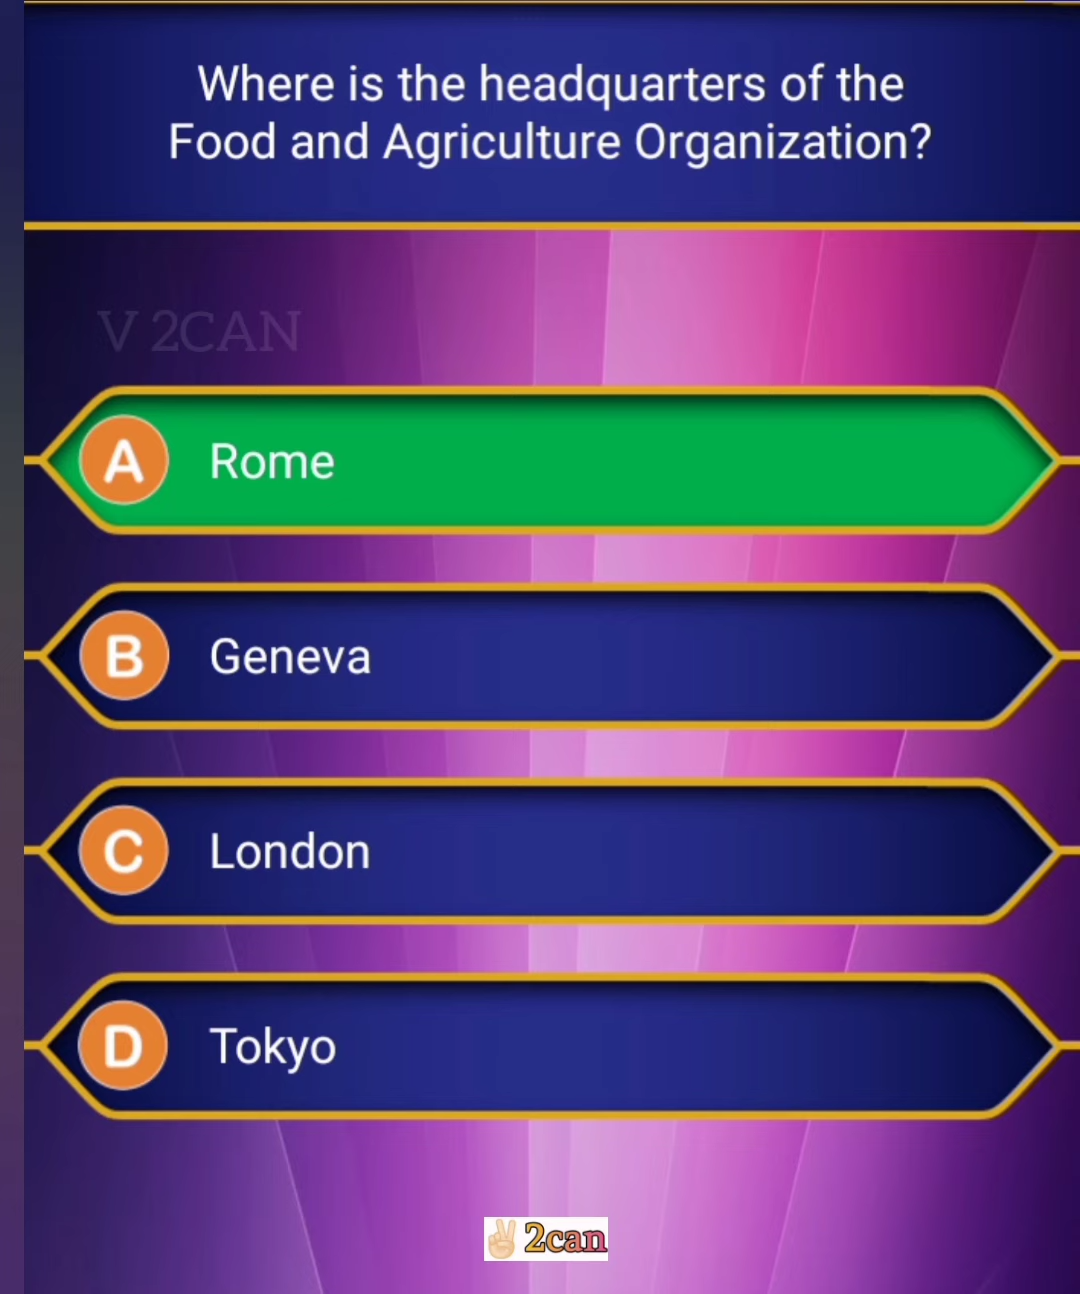 Where is the headquarters of the
Food and Agriculture Organization?
V 2CAN
A Rome
B Geneva
C London
D Tokyo
2can